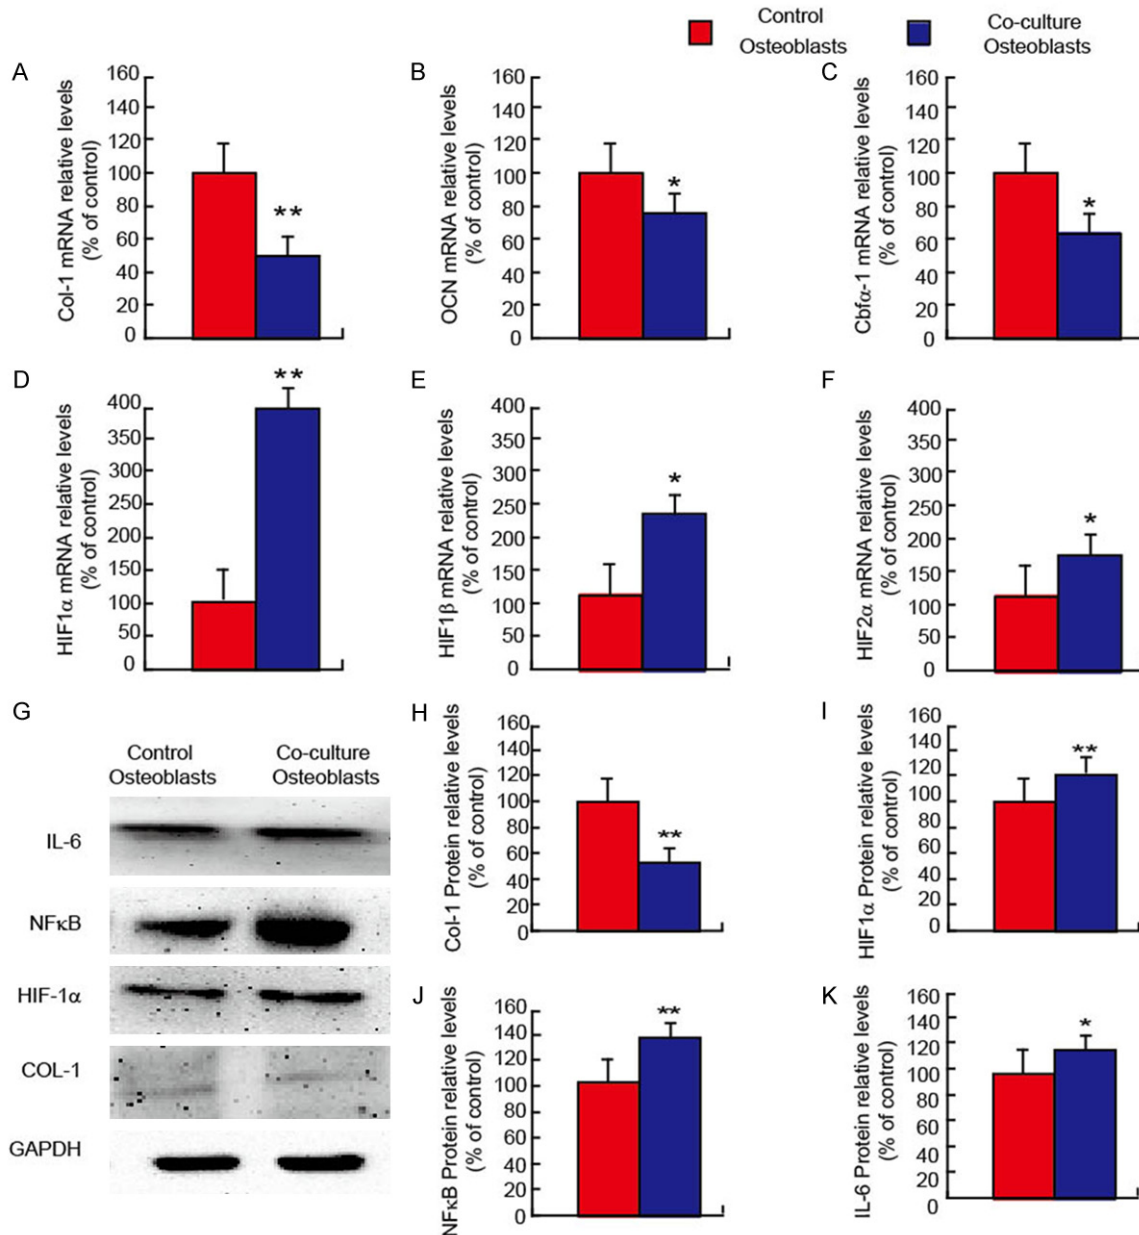 Control
Osteoblasts
Co-culture
Osteoblasts
A
Col-1 mRNA relative levels
(% of control)
160
140
120
100
80
60
40
20
0
**
B
OCN mRNA relative levels
(% of control)
160
140
120
100
80
60
40
20
0
*
C
Cbfα-1 mRNA relative levels
(% of control)
160
140
120
100
80
60
40
20
0
*
D
HIF1α mRNA relative levels
(% of control)
400
350
400
250
200
150
100
50
0
**
E
HIF1β mRNA relative levels
(% of control)
400
350
300
250
200
150
100
50
0
*
F
HIF2α mRNA relative levels
(% of control)
400
350
400
250
200
150
100
50
0
*
G
Control
Osteoblasts
Co-culture
Osteoblasts
IL-6
NFκB
HIF-1α
COL-1
GAPDH
H
Col-1 Protein relative levels
(% of control)
160
140
120
100
80
60
40
20
0
**
I
HIF1α Protein relative levels
(% of control)
160
140
120
100
80
60
40
20
0
**
J
NFκB Protein relative levels
(% of control)
160
140
120
100
80
60
40
20
0
**
K
IL-6 Protein relative levels
(% of control)
160
140
120
100
80
60
40
20
0
*